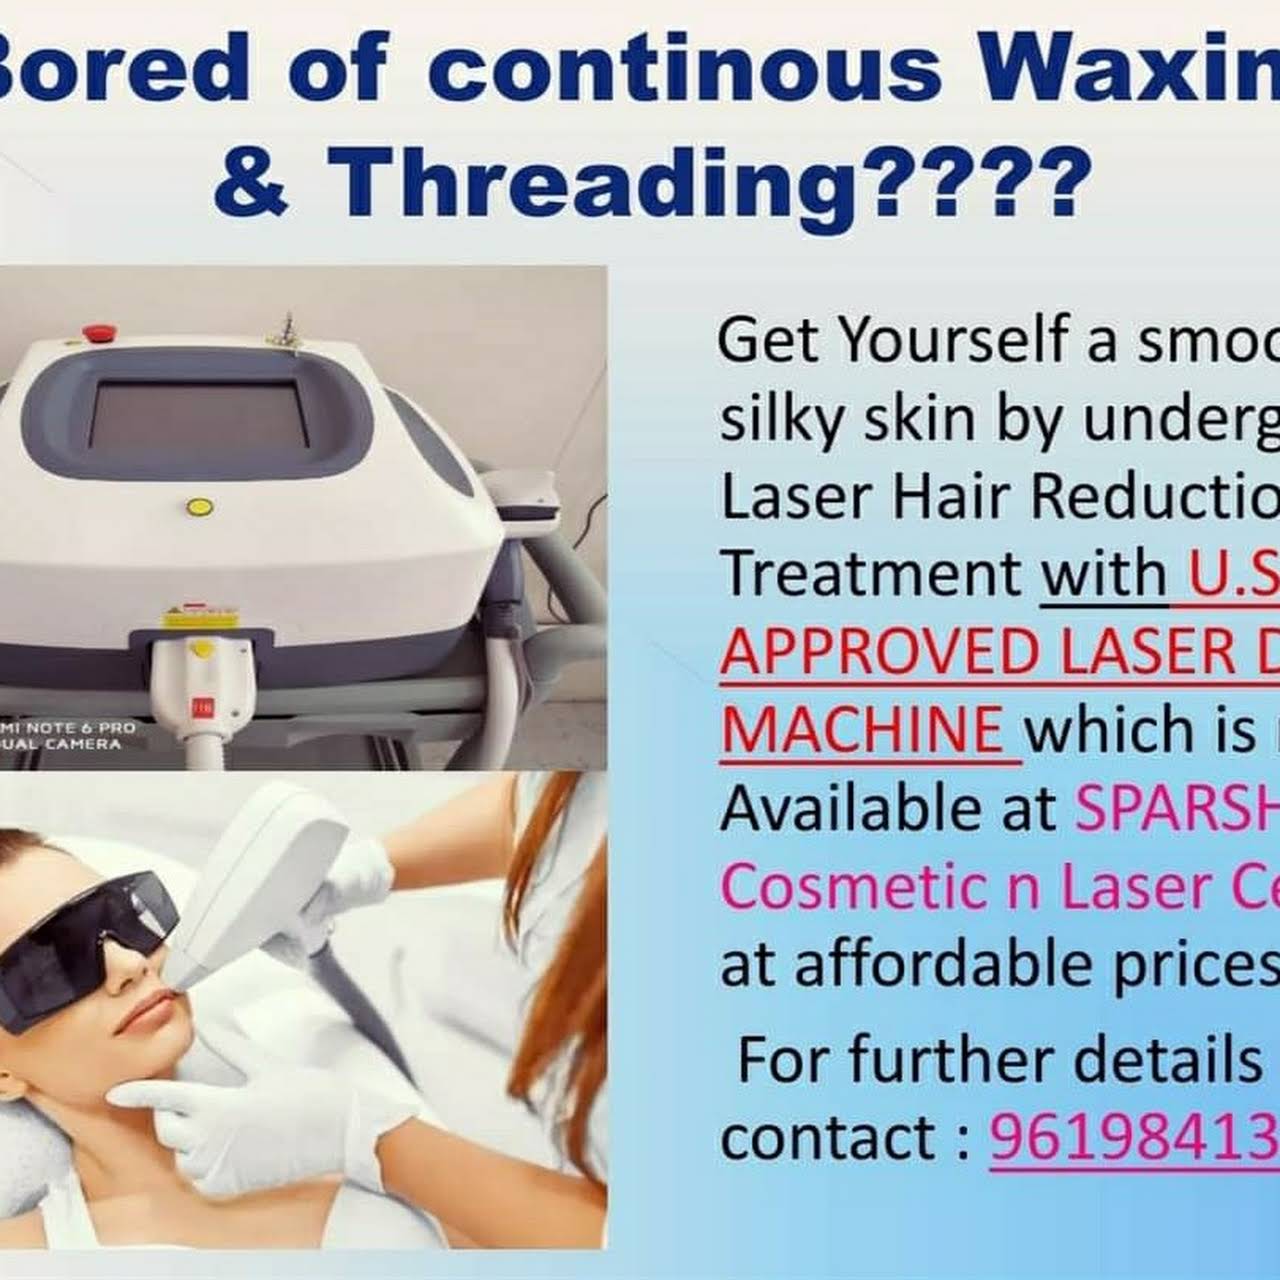 Bored of continous Waxin
& Threading????
Get Yourself a smoo
silky skin by underg
Laser Hair Reductio
Treatment with U.S
APPROVED LASER D
MACHINE which is
Available at SPARSH
Cosmetic n Laser Ce
at affordable prices
For further details
contact : 96198413
MI NOTE 6 PRO
UAL CAMERA